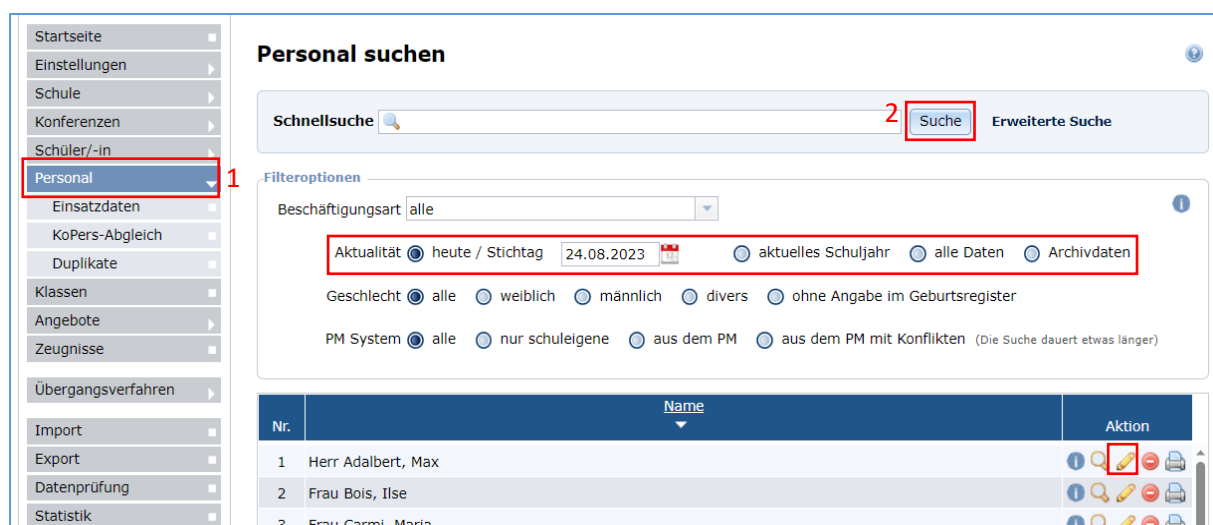 Startseite
Einstellungen
Schule
Konferenzen
Schüler/-in
Personal
1
Einsatzdaten
KoPers-Abgleich
Duplikate
Klassen
Angebote
Zeugnisse
Übergangsverfahren
Import
Export
Datenprüfung
Statistik
Personal suchen
Schnellsuche 2 Suche Erweiterte Suche
Filteroptionen
Beschäftigungsart alle
Aktualität heute / Stichtag 24.08.2023 aktuelles Schuljahr alle Daten Archivdaten
Geschlecht alle weiblich männlich divers ohne Angabe im Geburtsregister
PM System alle nur schuleigene aus dem PM aus dem PM mit Konflikten (Die Suche dauert etwas länger)
Nr. Name Aktion
1 Herr Adalbert, Max
2 Frau Bois, Ilse
3 Frau Carmi, Maria